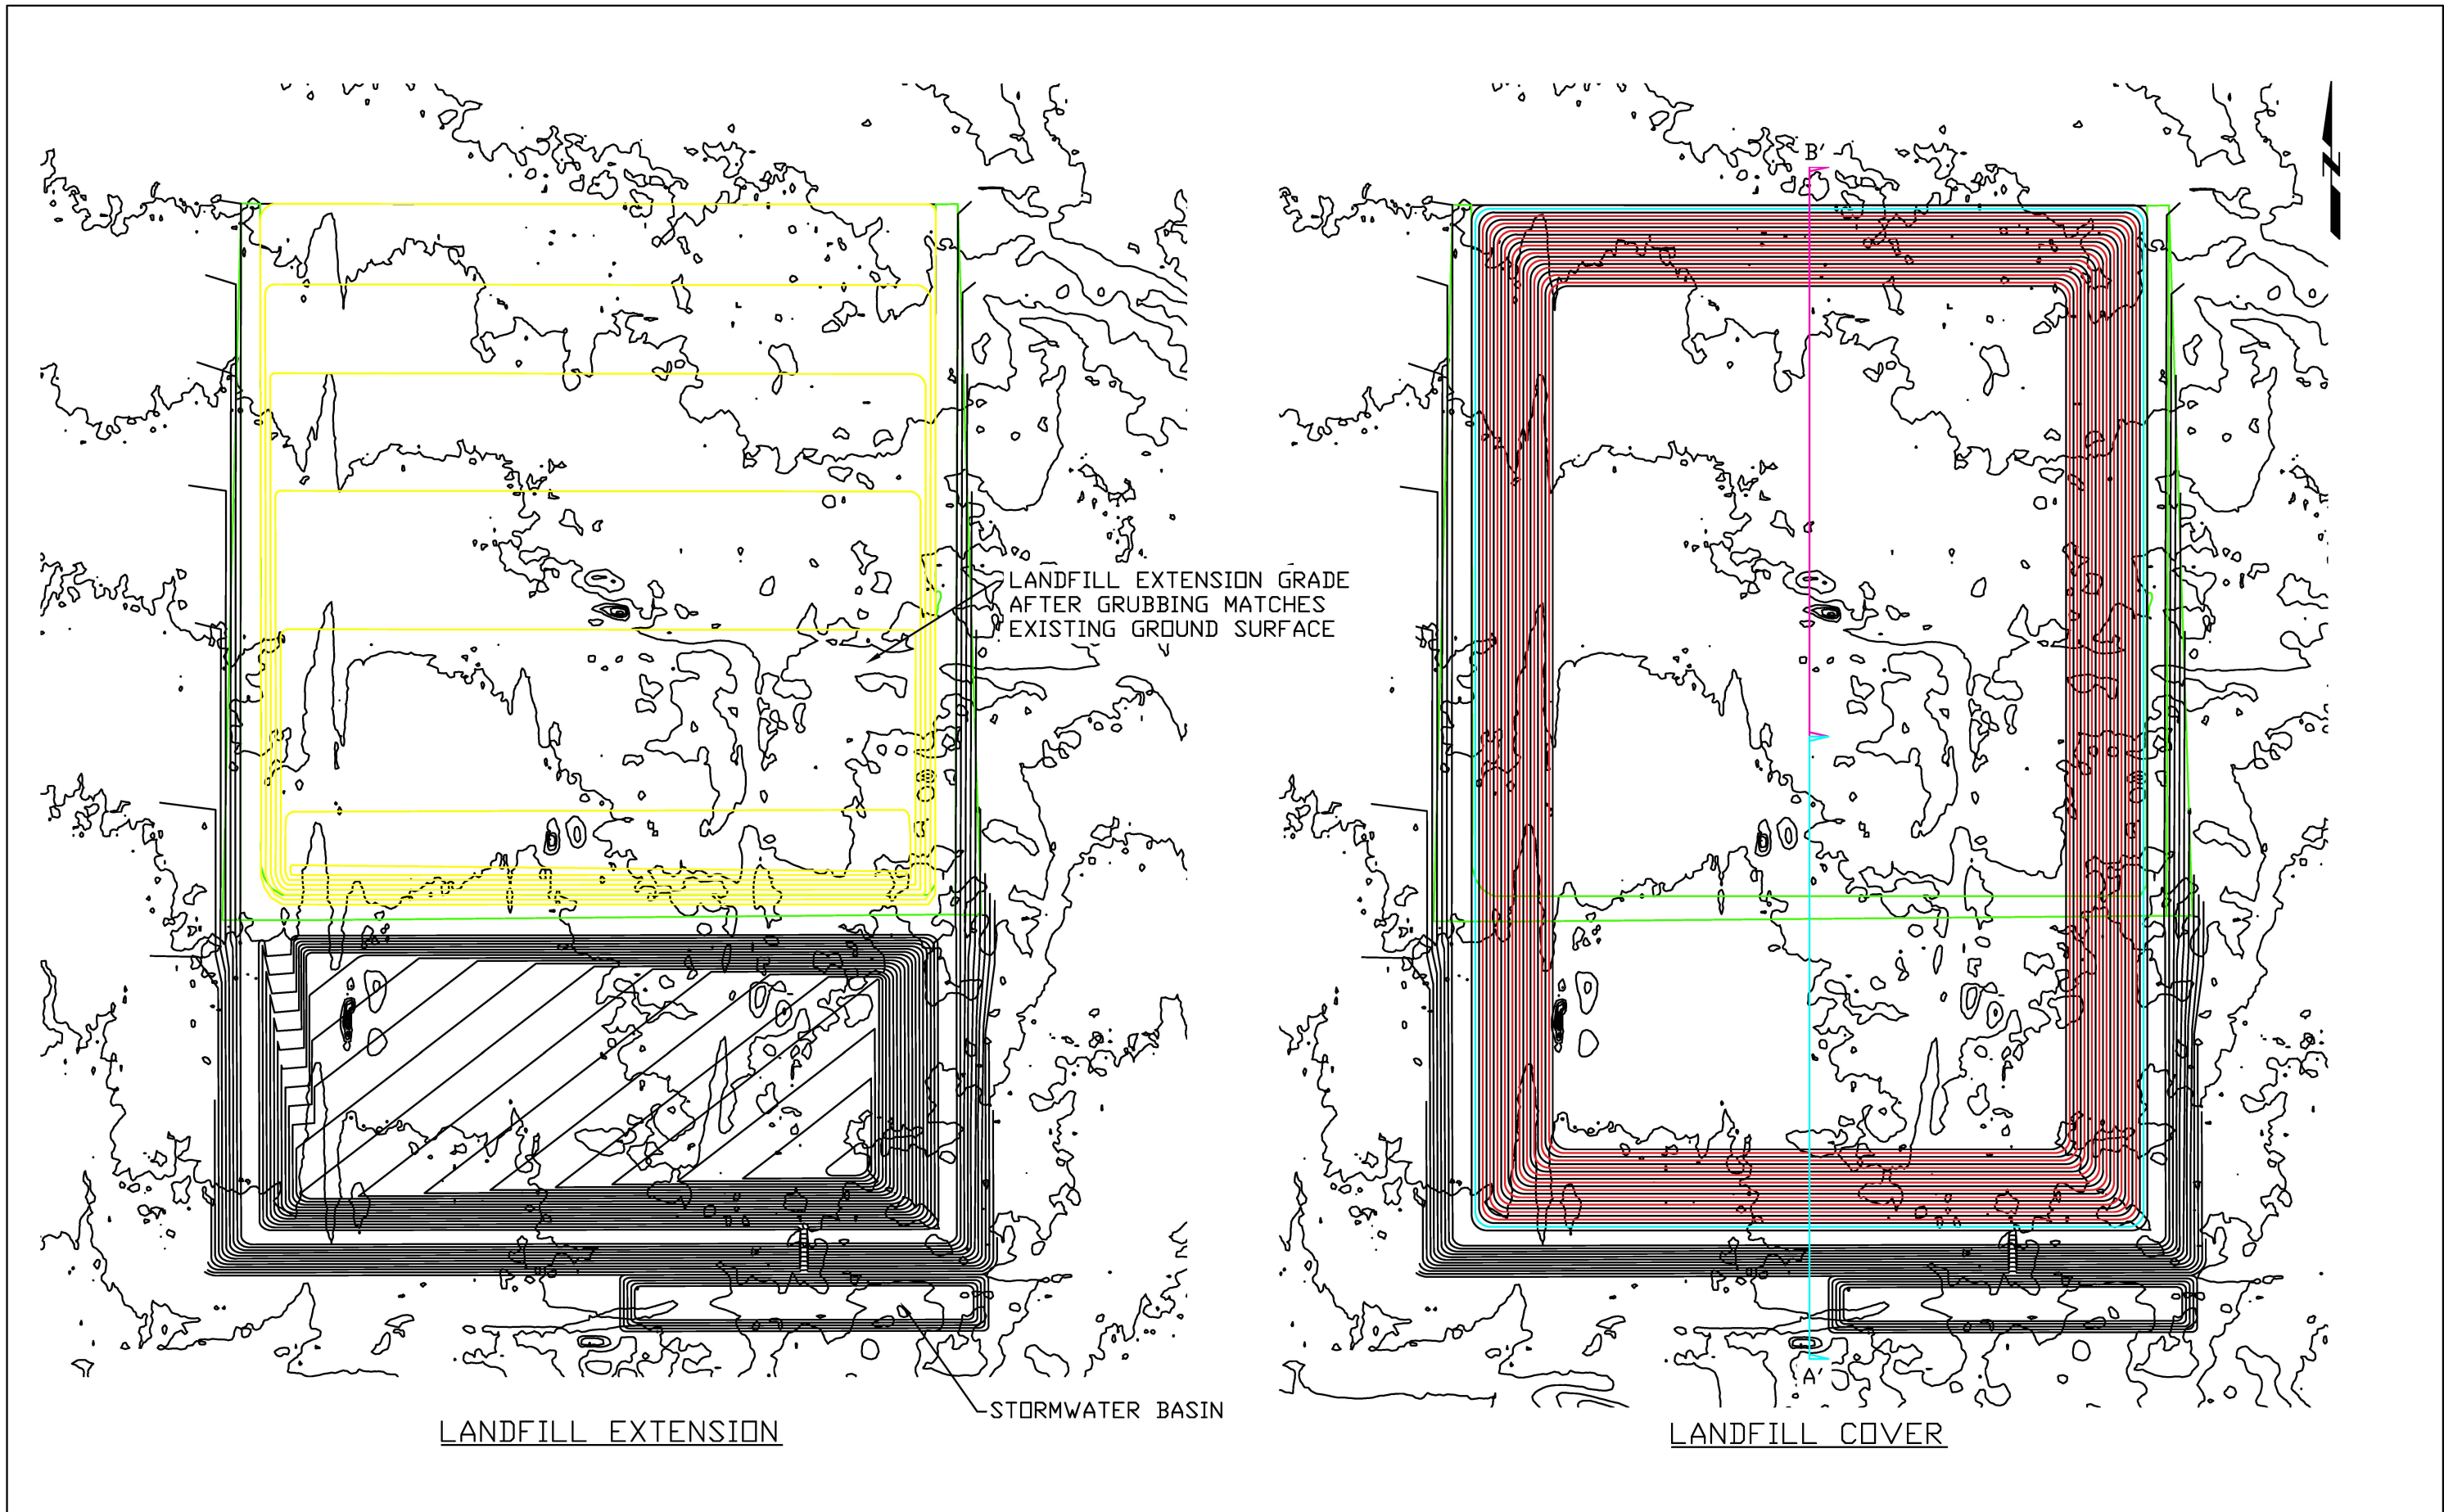 B'
LANDFILL EXTENSION GRADE
AFTER GRUBBING MATCHES
EXISTING GROUND SURFACE
A'
STORMWATER BASIN
LANDFILL EXTENSION
LANDFILL COVER
N